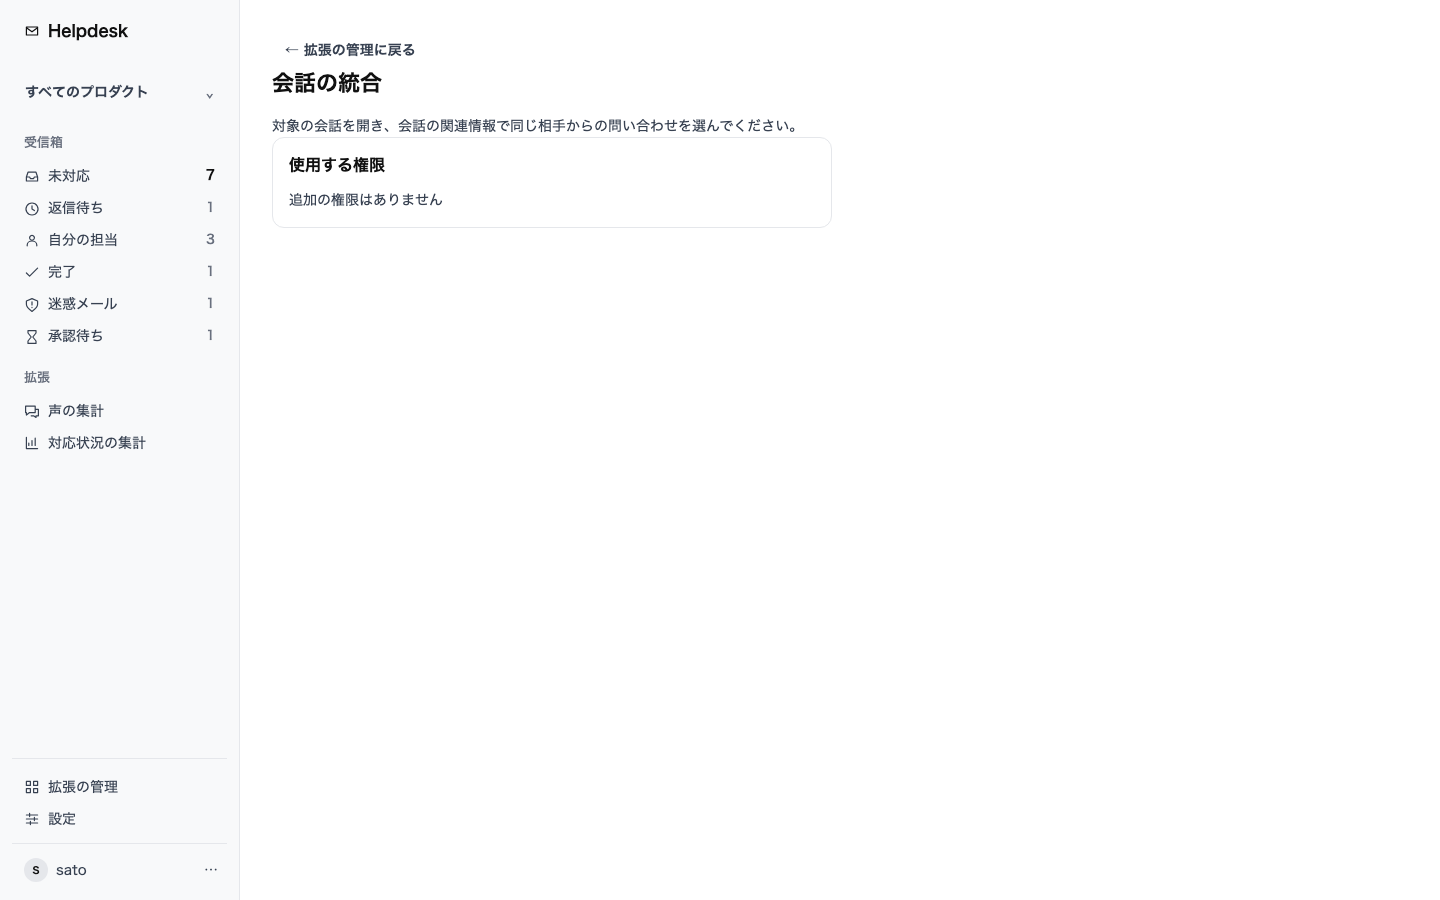 Helpdesk
すべてのプロダクト
受信箱
未対応 7
返信待ち 1
自分の担当 3
完了 1
迷惑メール 1
承認待ち 1
拡張
声の集計
対応状況の集計
拡張の管理
設定
S sato ...
← 拡張の管理に戻る
会話の統合
対象の会話を開き、会話の関連情報で同じ相手からの問い合わせを選んでください。
使用する権限
追加の権限はありません